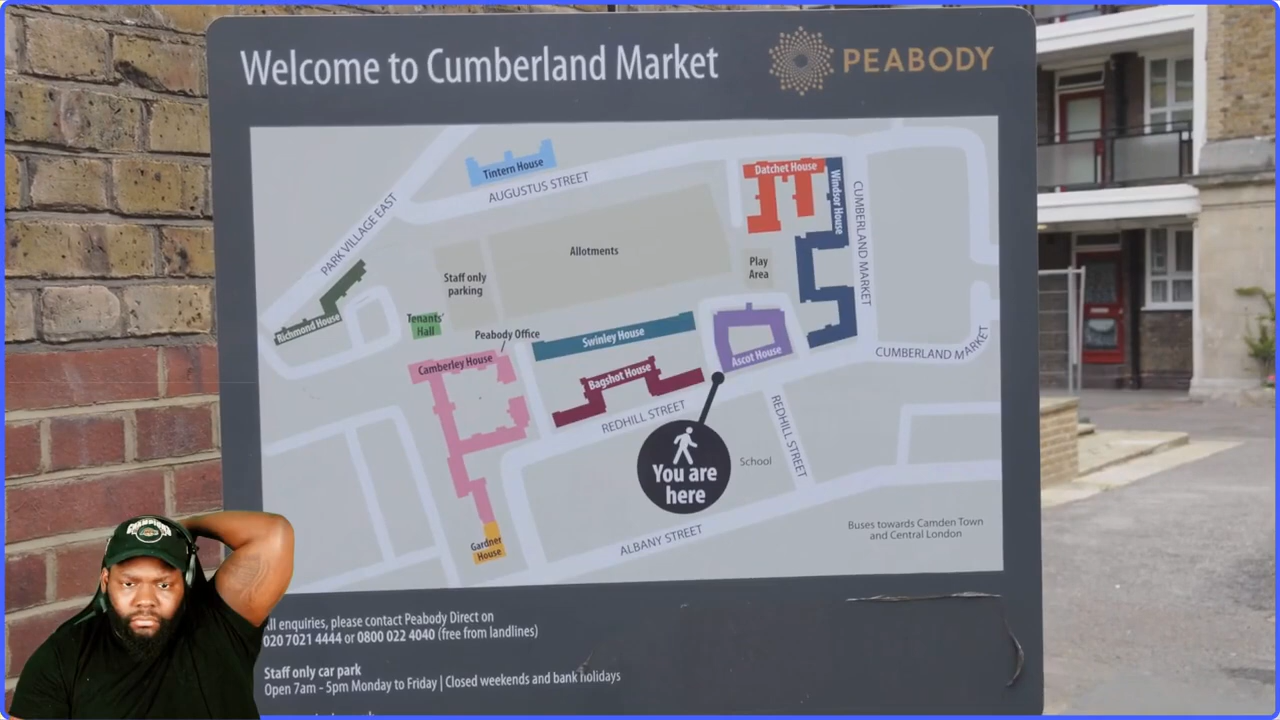 Welcome to Cumberland Market
PEABODY
Tintern House
AUGUSTUS STREET
PARK VILLAGE EAST
Datchet House
Windsor House
CUMBERLAND MARKET
Allotments
Staff only
parking
Play
Area
Richmond House
Tenants'
Hall
Peabody Office
Swinley House
Camberley House
Bagshot House
Ascot House
CUMBERLAND MARKET
REDHILL STREET
REDHILL STREET
You are
here
School
Gardner
House
ALBANY STREET
Buses towards Camden Town
and Central London
All enquiries, please contact Peabody Direct on
020 7021 4444 or 0800 022 4040 (free from landlines)
Staff only car park
Open 7am - 5pm Monday to Friday | Closed weekends and bank holidays
CHAMPIONS